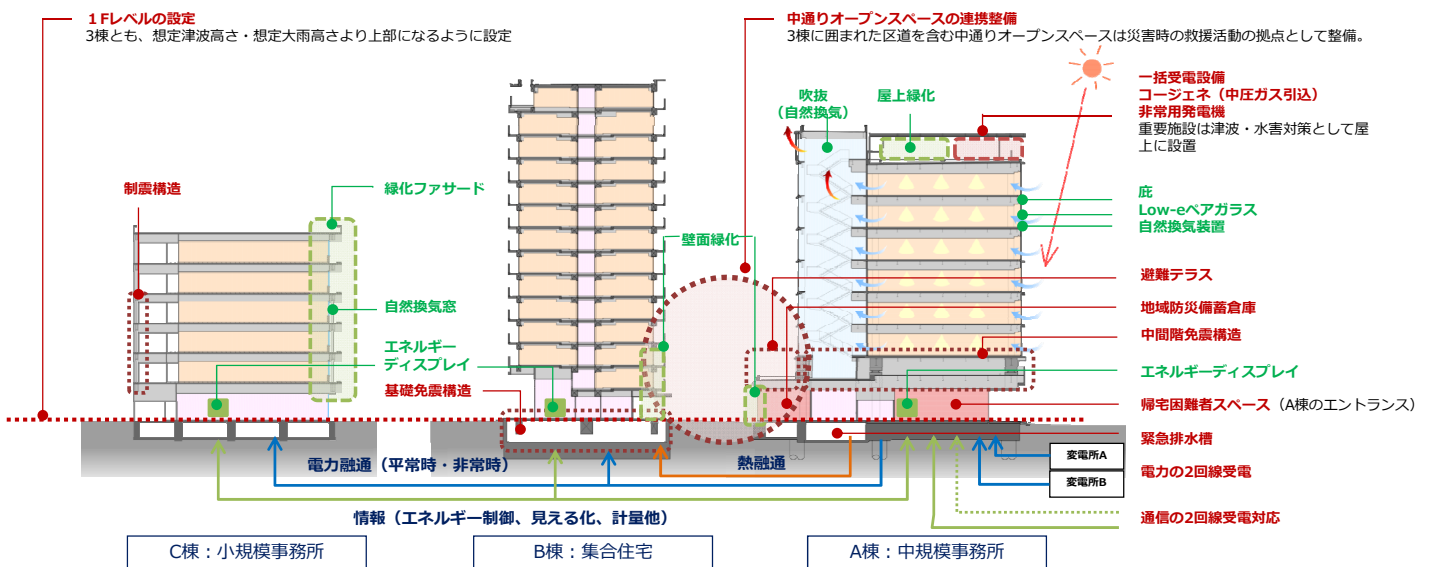 １Fレベルの設定
3棟とも、想定津波高さ・想定大雨高さより上部になるように設定
中通りオープンスペースの連携整備
3棟に囲まれた区道を含む中通りオープンスペースは災害時の救援活動の拠点として整備。
一括受電設備
コージェネ（中圧ガス引込）
非常用発電機
重要施設は津波・水害対策として屋
上に設置
吹抜
（自然換気）
屋上緑化
制震構造
緑化ファサード
庇
Low-eペアガラス
自然換気装置
壁面緑化
避難テラス
自然換気窓
地域防災備蓄倉庫
中間階免震構造
エネルギー
ディスプレイ
エネルギーディスプレイ
基礎免震構造
帰宅困難者スペース（A棟のエントランス）
緊急排水槽
電力融通（平常時・非常時）
熱融通
変電所A
変電所B
電力の2回線受電
情報（エネルギー制御、見える化、計量他）
通信の2回線受電対応
C棟：小規模事務所
B棟：集合住宅
A棟：中規模事務所